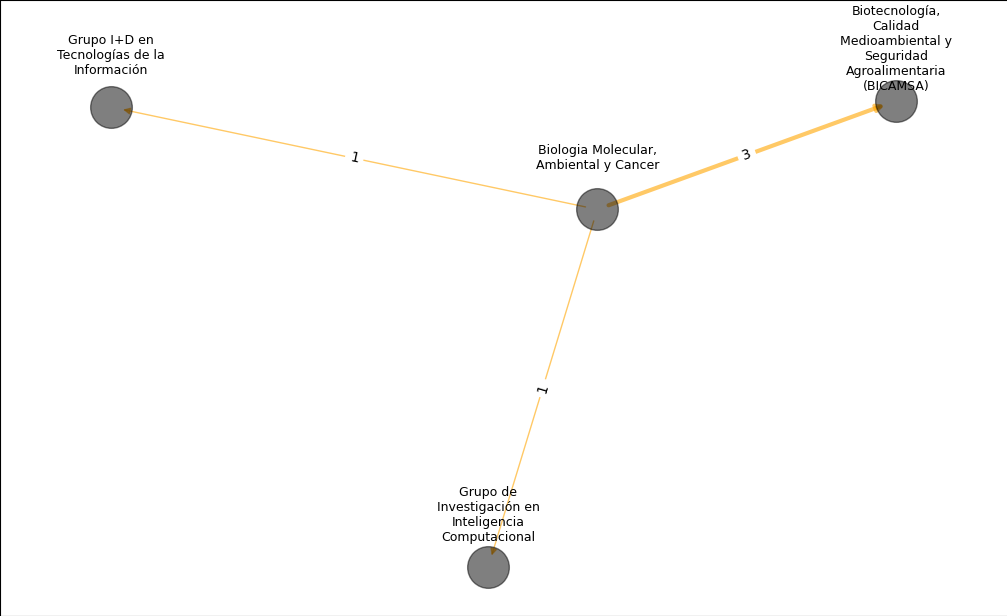 Grupo I+D en
Tecnologías de la
Información
Biotecnología,
Calidad
Medioambiental y
Seguridad
Agroalimentaria
(BICAMSA)
Biologia Molecular,
Ambiental y Cancer
1
3
1
Grupo de
Investigación en
Inteligencia
Computacional